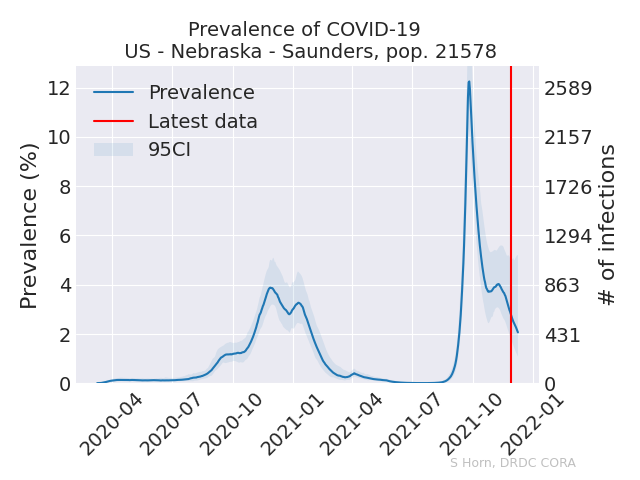 Prevalence of COVID-19
US - Nebraska - Saunders, pop. 21578
Prevalence
Latest data
95CI
Prevalence (%)
12
10
8
6
4
2
0
2589
2157
1726
1294
863
431
0
# of infections
2020-04
2020-07
2020-10
2021-01
2021-04
2021-07
2021-10
2022-01
S Horn, DRDC CORA